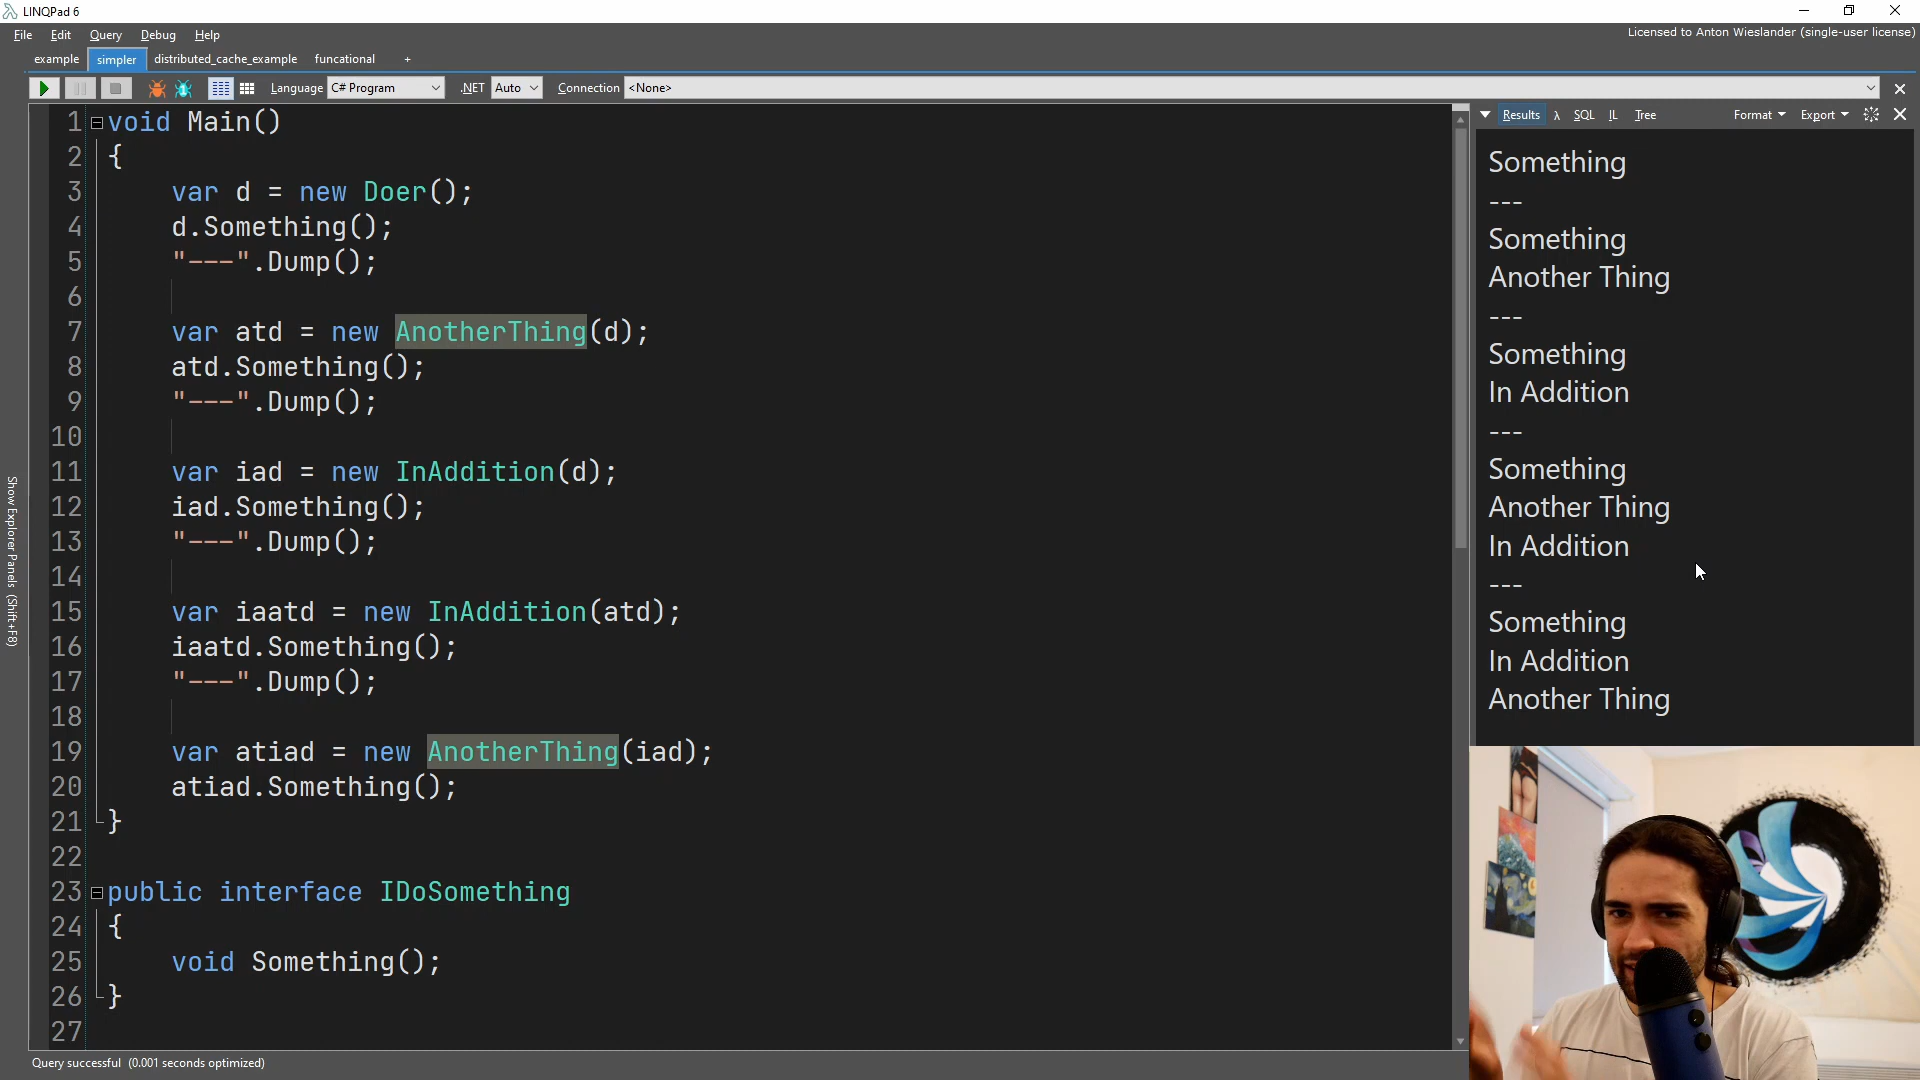 LINQPad 6
File Edit Query Debug Help
Licensed to Anton Wieslander (single-user license)
example simpler distributed_cache_example funcational +
Language C# Program .NET Auto Connection <None>
1 void Main()
2 {
3 var d = new Doer();
4 d.Something();
5 "---".Dump();
6
7 var atd = new AnotherThing(d);
8 atd.Something();
9 "---".Dump();
10
11 var iad = new InAddition(d);
12 iad.Something();
13 "---".Dump();
14
15 var iaatd = new InAddition(atd);
16 iaatd.Something();
17 "---".Dump();
18
19 var atiad = new AnotherThing(iad);
20 atiad.Something();
21 }
22
23 public interface IDoSomething
24 {
25 void Something();
26 }
27
Show Explorer Panels (Shift+F8)
Results λ SQL IL Tree Format Export
Something
---
Something
Another Thing
---
Something
In Addition
---
Something
Another Thing
In Addition
---
Something
In Addition
Another Thing
Query successful (0.001 seconds optimized)